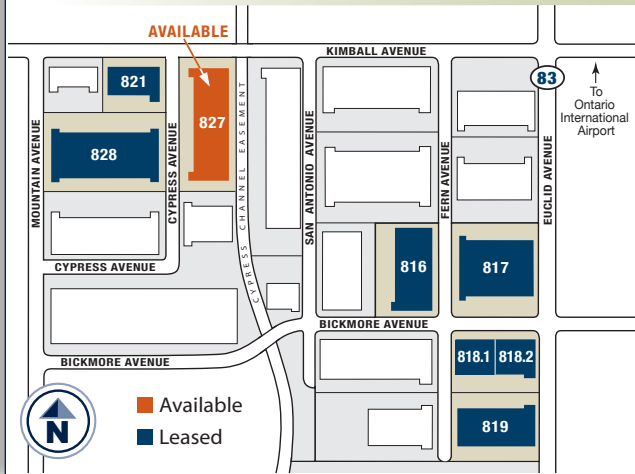 AVAILABLE
KIMBALL AVENUE
83
To
Ontario
International
Airport
821
827
828
MOUNTAIN AVENUE
CYPRESS AVENUE
CYPRESS CHANNEL EASEMENT
SAN ANTONIO AVENUE
FERN AVENUE
EUCLID AVENUE
CYPRESS AVENUE
816
817
BICKMORE AVENUE
BICKMORE AVENUE
818.1
818.2
819
N
Available
Leased